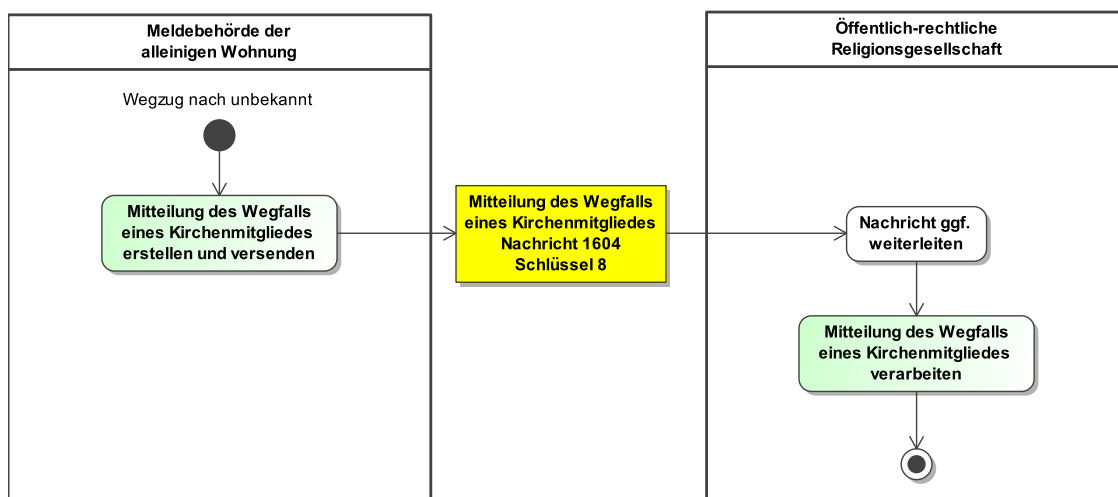 Meldebehörde der
alleinigen Wohnung
Öffentlich-rechtliche
Religionsgesellschaft
Wegzug nach unbekannt
Mitteilung des Wegfalls
eines Kirchenmitgliedes
erstellen und versenden
Mitteilung des Wegfalls
eines Kirchenmitgliedes
Nachricht 1604
Schlüssel 8
Nachricht ggf.
weiterleiten
Mitteilung des Wegfalls
eines Kirchenmitgliedes
verarbeiten